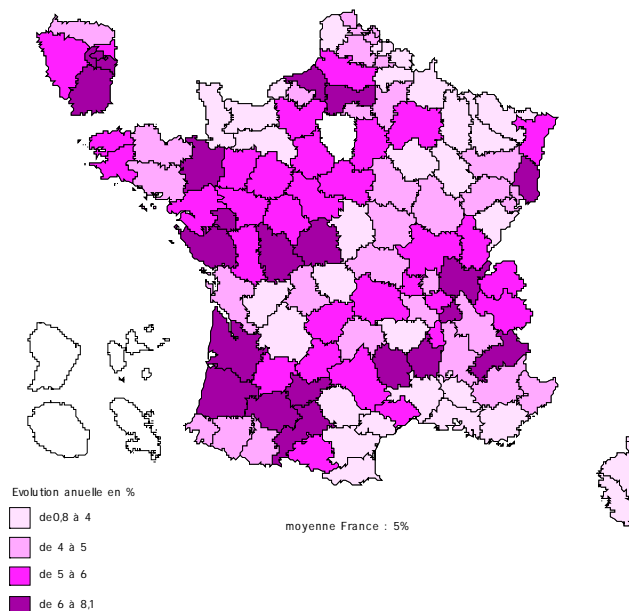 Evolution anuelle en %
de0,8 à 4
de 4 à 5
de 5 à 6
de 6 à 8,1
moyenne France : 5%